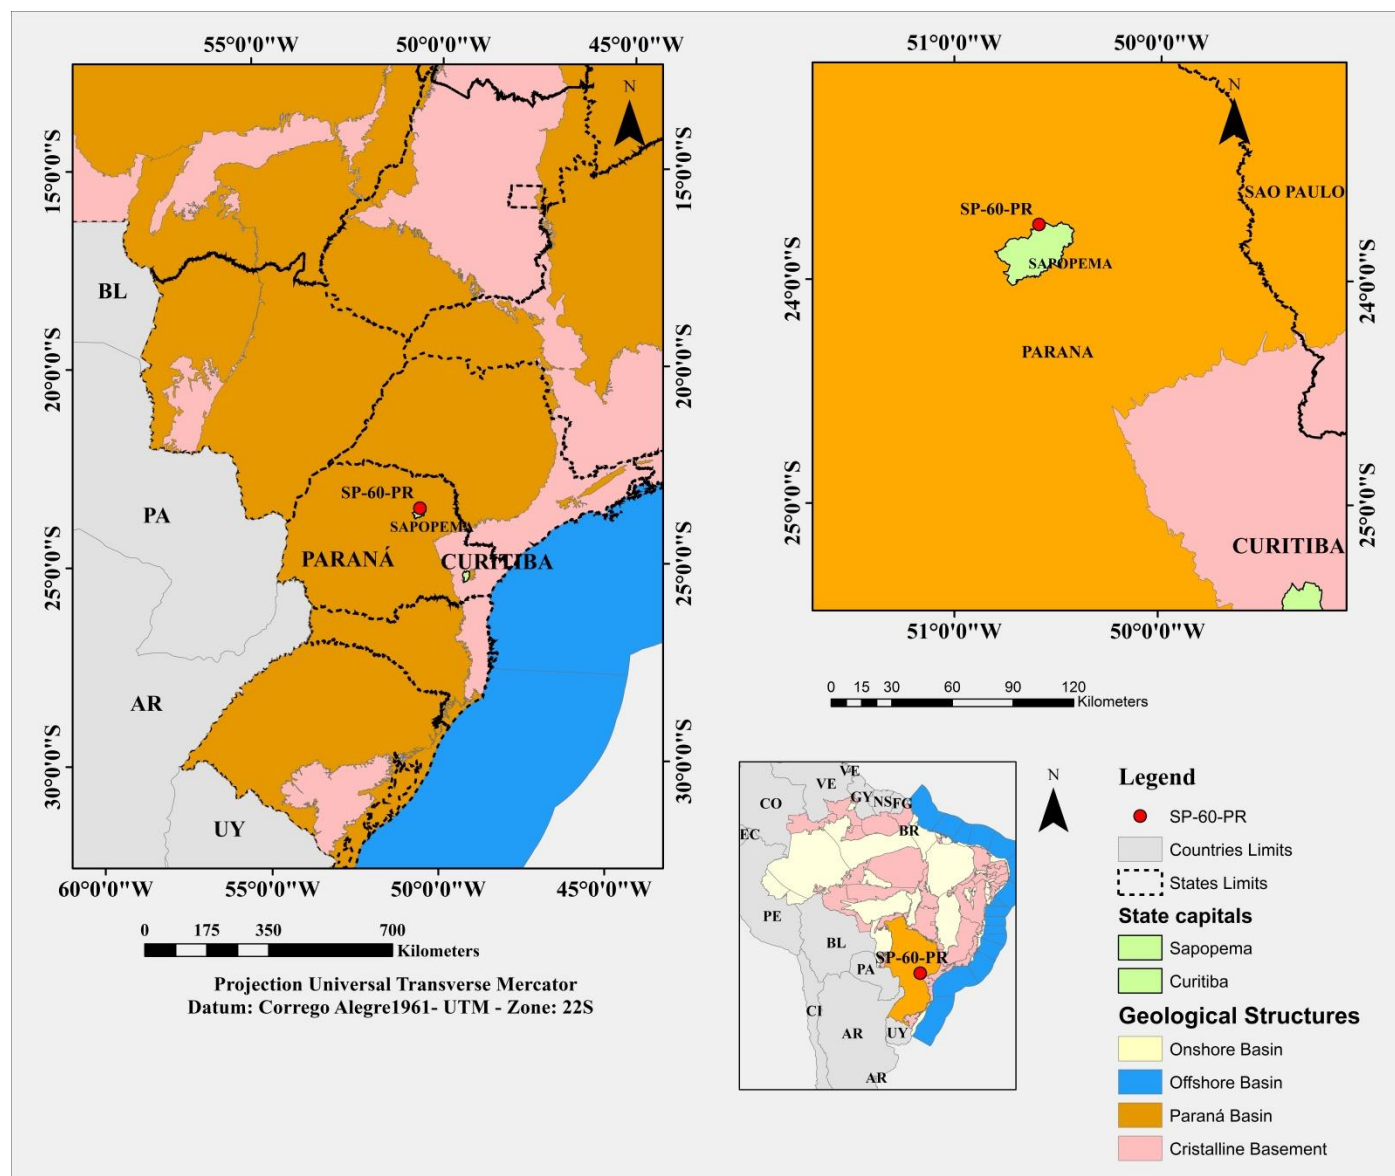 55°0'0"W 50°0'0"W 45°0'0"W
N
15°0'0"S
20°0'0"S
25°0'0"S
30°0'0"S
15°0'0"S
20°0'0"S
25°0'0"S
30°0'0"S
BL
PA
AR
UY
SP-60-PR
SAPOPEMA
PARANÁ
CURITIBA
60°0'0"W 55°0'0"W 50°0'0"W 45°0'0"W
0 175 350 700
Kilometers
Projection Universal Transverse Mercator
Datum: Corrego Alegre1961- UTM - Zone: 22S
51°0'0"W 50°0'0"W
N
SAO PAULO
SP-60-PR
SAPOPEMA
PARANA
CURITIBA
24°0'0"S
25°0'0"S
24°0'0"S
25°0'0"S
51°0'0"W 50°0'0"W
0 15 30 60 90 120
Kilometers
VE
VE
CO
GY
NS
FG
EC
BR
PE
BL
SP-60-PR
PA
CI
AR
UY
AR
N
Legend
SP-60-PR
Countries Limits
States Limits
State capitals
Sapopema
Curitiba
Geological Structures
Onshore Basin
Offshore Basin
Paraná Basin
Cristalline Basement